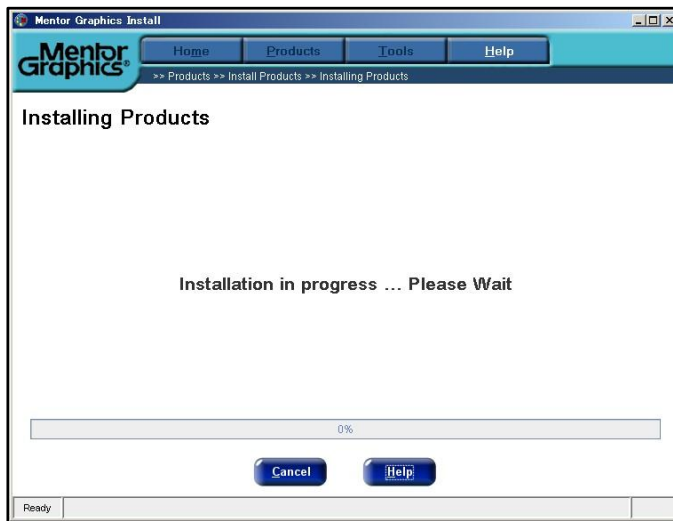 Mentor Graphics Install
Mentor
Graphics®
Home Products Tools Help
>> Products >> Install Products >> Installing Products
Installing Products
Installation in progress ... Please Wait
0%
Cancel Help
Ready